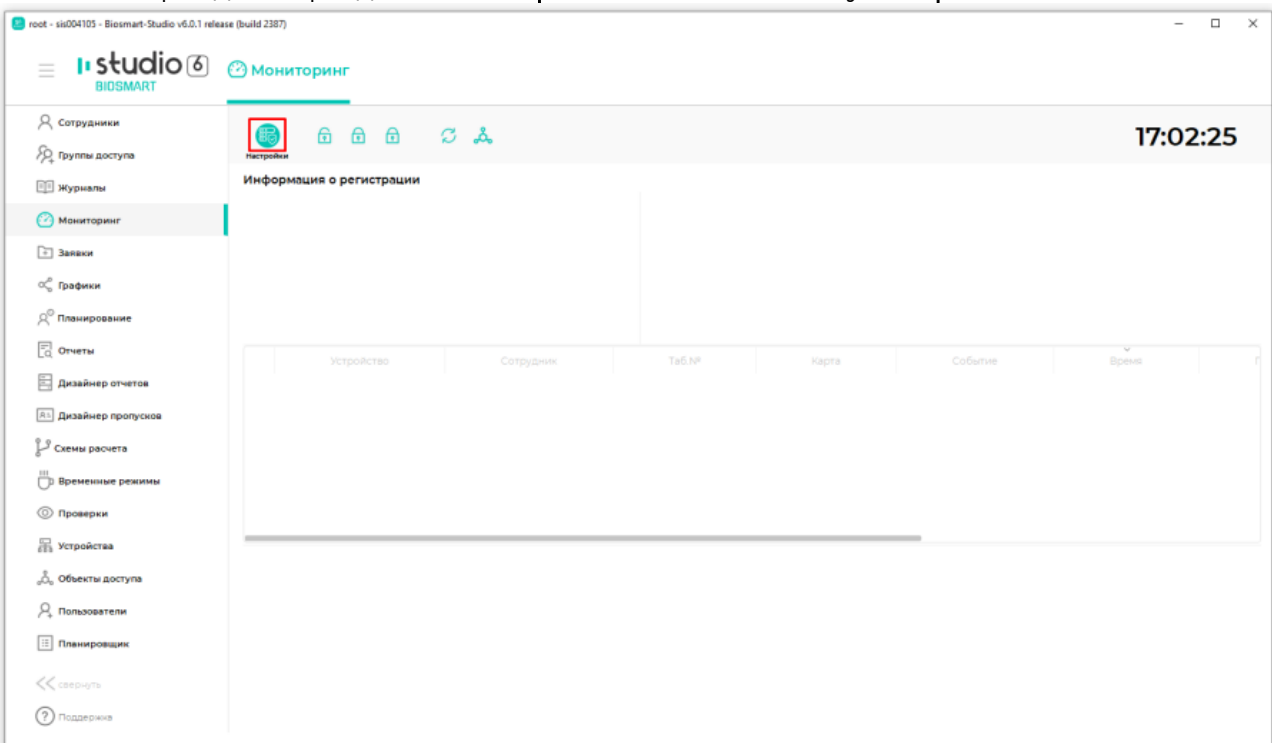 root - sis004105 - Biosmart-Studio v6.0.1 release (build 2387)
studio 6
BIOSMART
Мониторинг
Сотрудники
Группы доступа
Журналы
Мониторинг
Заявки
Графики
Планирование
Отчеты
Дизайнер отчетов
Дизайнер пропусков
Схемы расчета
Временные режимы
Проверки
Устройства
Объекты доступа
Пользователи
Планировщик
свернуть
Поддержка
Настройки
17:02:25
Информация о регистрации
Устройство Сотрудник Таб.№ Карта Событие Время